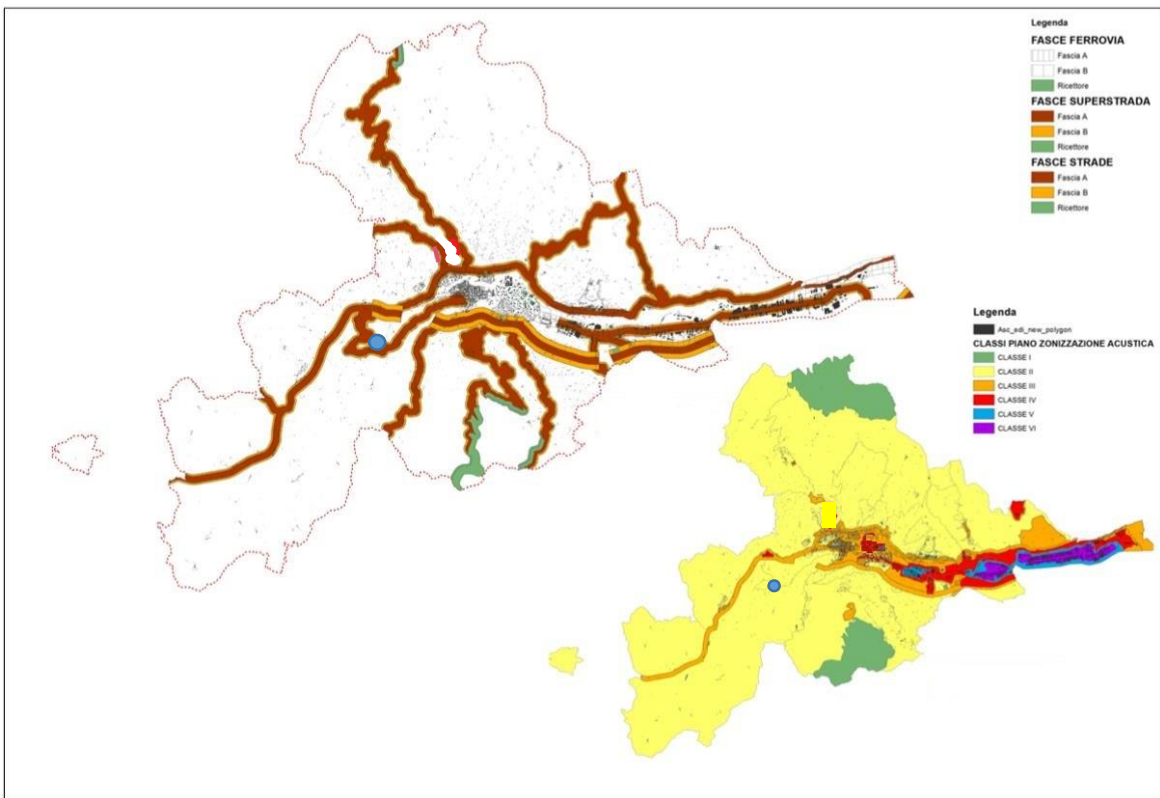 Legenda
FASCE FERROVIA
Fascia A
Fascia B
Ricettore
FASCE SUPERSTRADA
Fascia A
Fascia B
Ricettore
FASCE STRADE
Fascia A
Fascia B
Ricettore
Legenda
Asc_edi_new_polygon
CLASSI PIANO ZONIZZAZIONE ACUSTICA
CLASSE I
CLASSE II
CLASSE III
CLASSE IV
CLASSE V
CLASSE VI